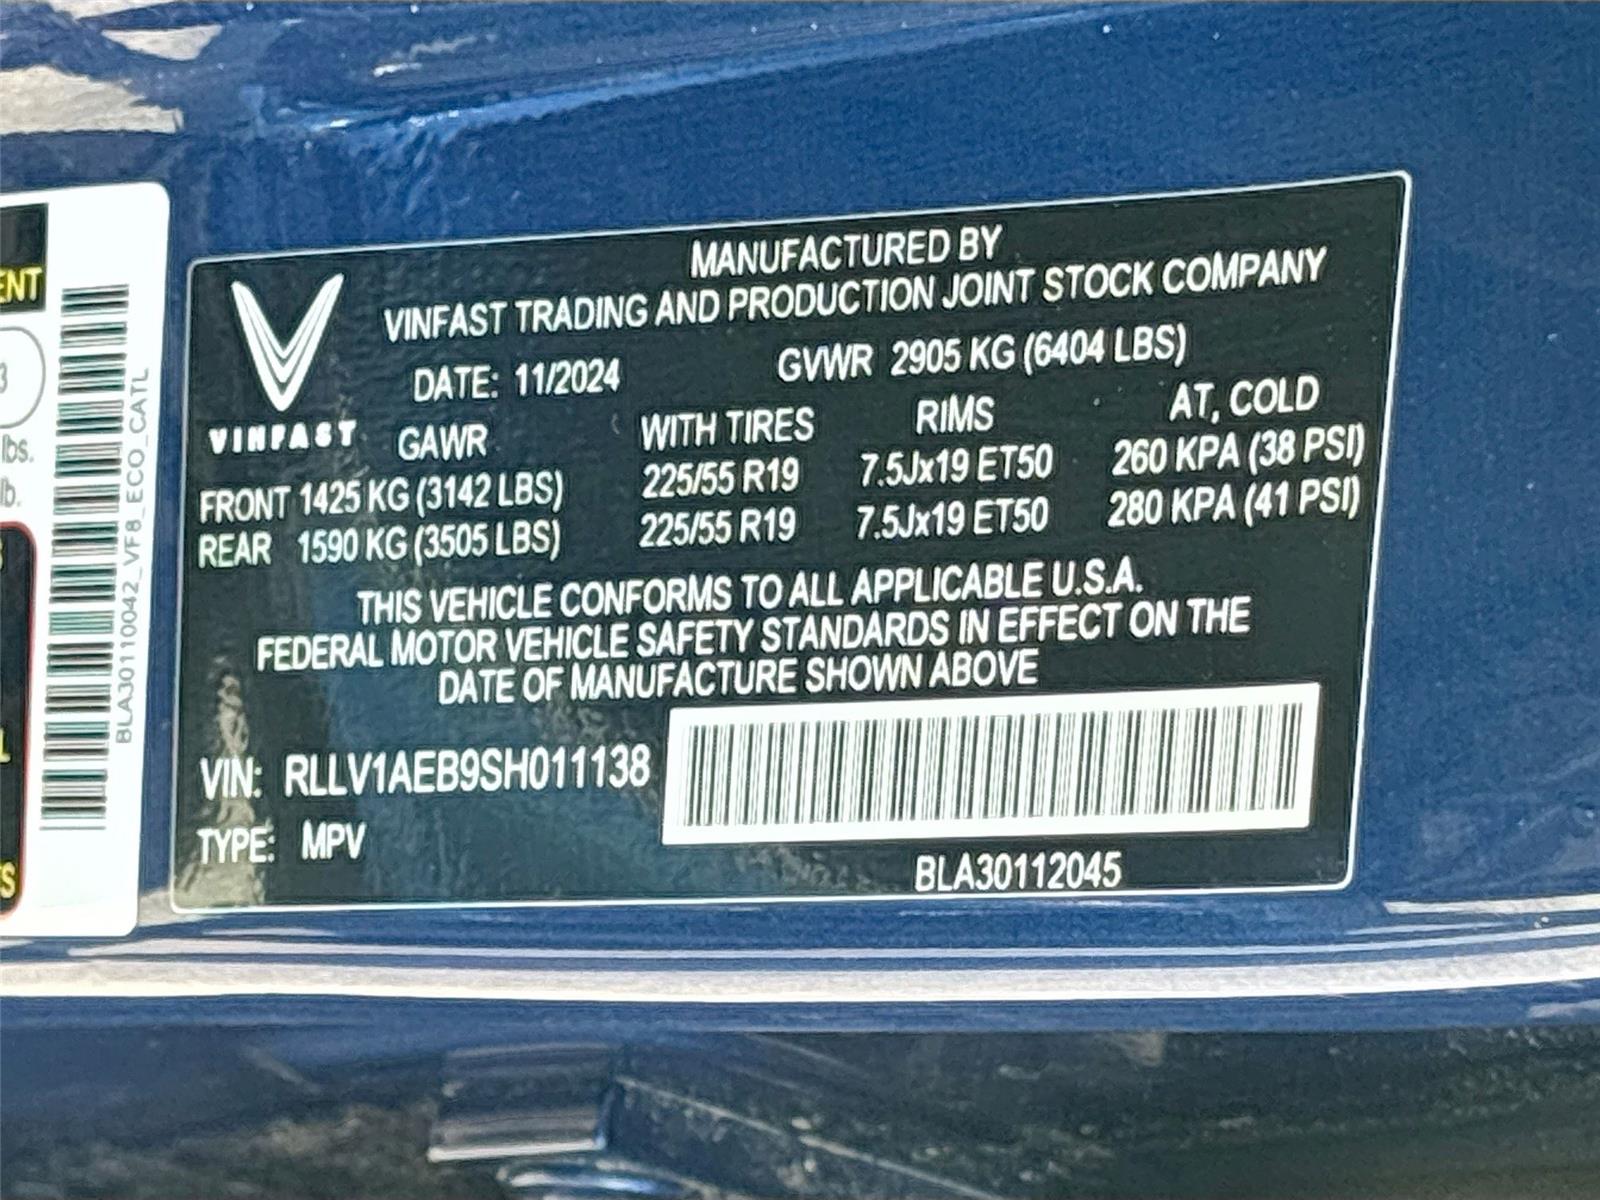 ENT
3
lbs.
lb.
L
S
BLA30110042_VF8_ECO_CATL
MANUFACTURED BY
VINFAST TRADING AND PRODUCTION JOINT STOCK COMPANY
DATE: 11/2024 GVWR 2905 KG (6404 LBS)
VINFAST GAWR WITH TIRES RIMS AT, COLD
FRONT 1425 KG (3142 LBS) 225/55 R19 7.5Jx19 ET50 260 KPA (38 PSI)
REAR 1590 KG (3505 LBS) 225/55 R19 7.5Jx19 ET50 280 KPA (41 PSI)
THIS VEHICLE CONFORMS TO ALL APPLICABLE U.S.A.
FEDERAL MOTOR VEHICLE SAFETY STANDARDS IN EFFECT ON THE
DATE OF MANUFACTURE SHOWN ABOVE
VIN: RLLV1AEB9SH011138
TYPE: MPV
BLA30112045